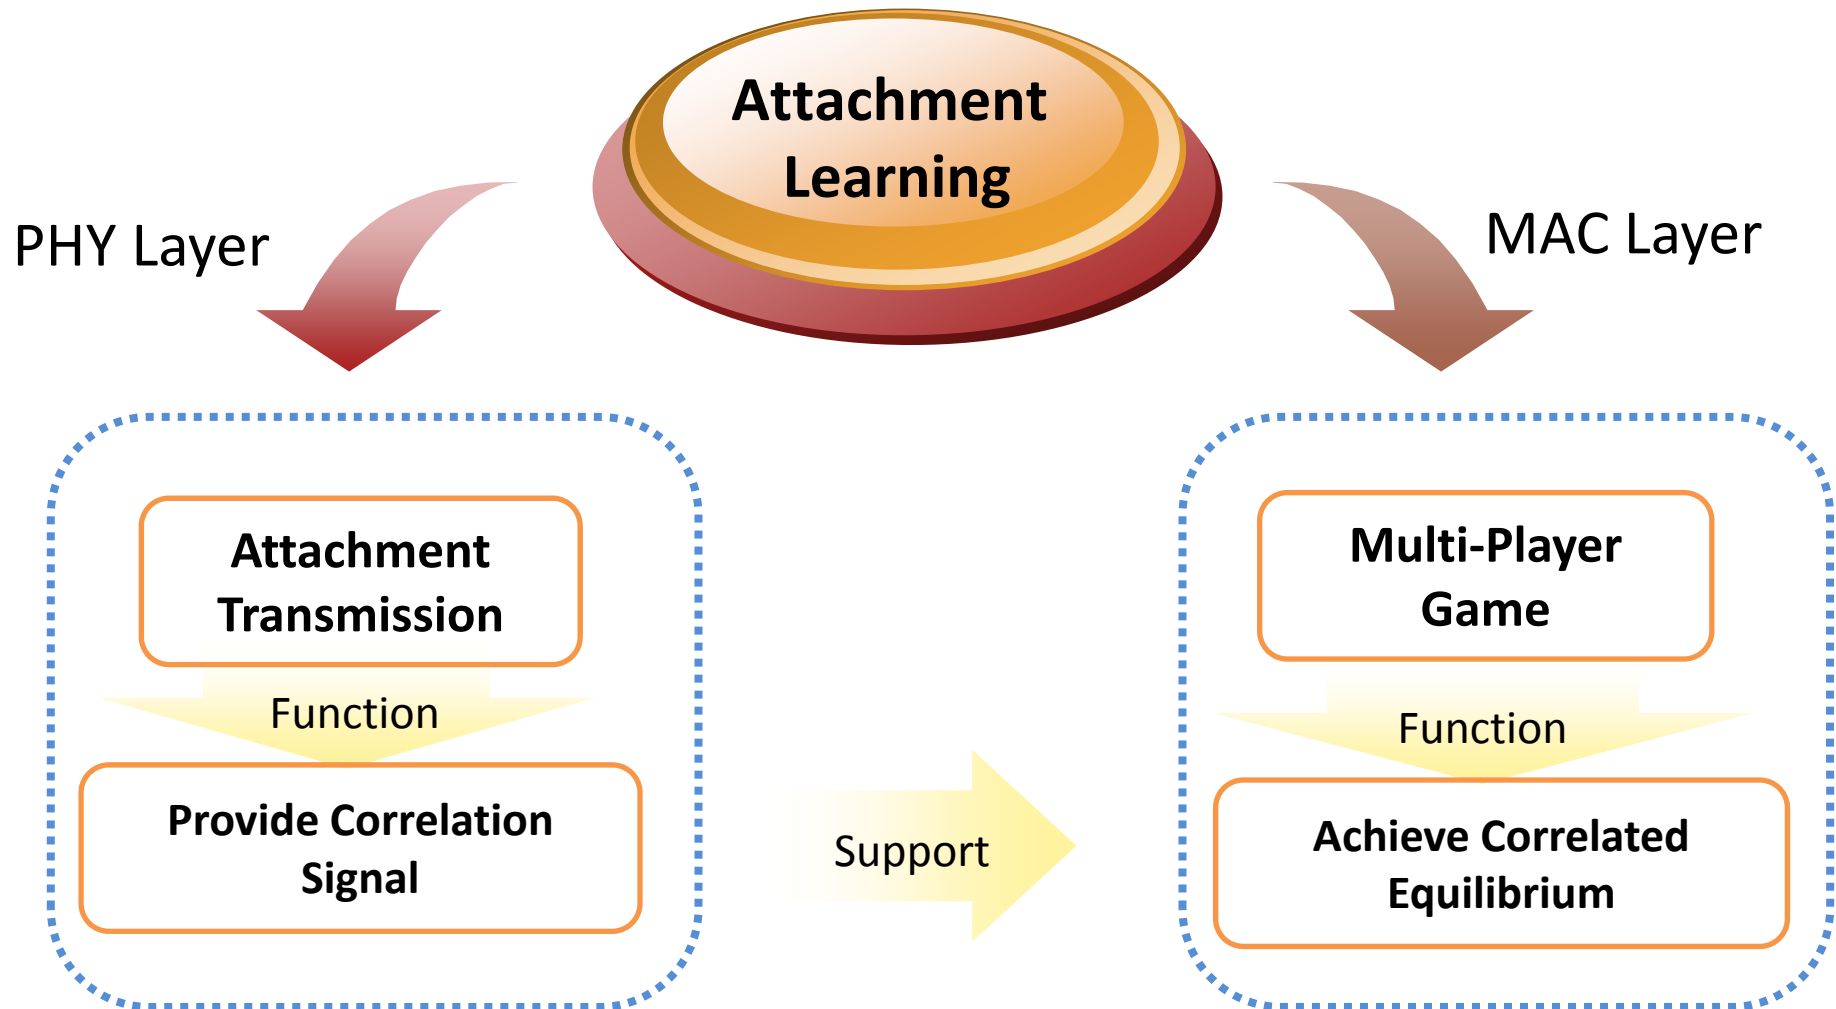 Attachment
Learning
PHY Layer
MAC Layer
Attachment
Transmission
Function
Provide Correlation
Signal
Support
Multi-Player
Game
Function
Achieve Correlated
Equilibrium